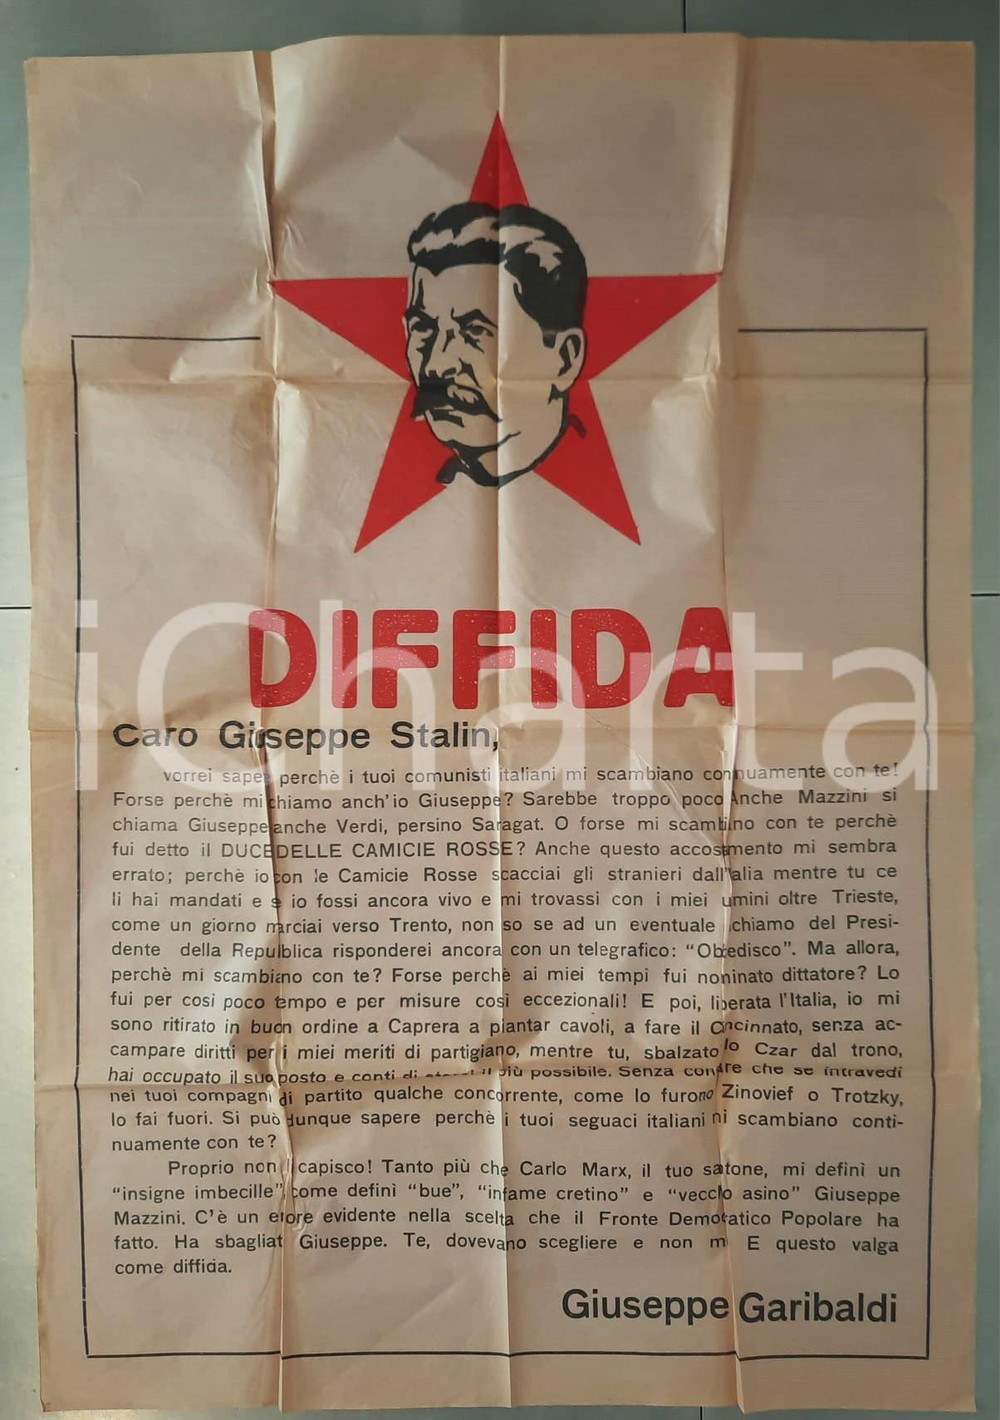 DIFFIDA
Caro Giuseppe Stalin,
vorrei sapere perchè i tuoi comunisti italiani mi scambiano continuamente con te!
Forse perchè mi chiamo anch'io Giuseppe? Sarebbe troppo poco Anche Mazzini si
chiama Giuseppe anche Verdi, persino Saragat. O forse mi scambiano con te perchè
fui detto il DUCE DELLE CAMICIE ROSSE? Anche questo accostamento mi sembra
errato; perchè io con le Camicie Rosse scacciai gli stranieri dall'Italia mentre tu ce
li hai mandati e se io fossi ancora vivo e mi trovassi con i miei uomini oltre Trieste,
come un giorno marciai verso Trento, non so se ad un eventuale richiamo del Presi-
dente della Repubblica risponderei ancora con un telegrafico: "Obbedisco". Ma allora,
perchè mi scambiano con te? Forse perchè ai miei tempi fui nominato dittatore? Lo
fui per così poco tempo e per misure così eccezionali! E poi, liberata l'Italia, io mi
sono ritirato in buon ordine a Caprera a piantar cavoli, a fare il Cincinnato, senza ac-
campare diritti per i miei meriti di partigiano, mentre tu, sbalzato lo Czar dal trono,
hai occupato il suo posto e conti di il più possibile. Senza contare che se intravedi
nei tuoi compagni di partito qualche concorrente, come lo furono Zinovief o Trotzky,
lo fai fuori. Si può dunque sapere perchè i tuoi seguaci italiani mi scambiano conti-
nuamente con te?
Proprio non capisco! Tanto più che Carlo Marx, il tuo santone, mi definì un
"insigne imbecille", come definì "bue", "infame cretino" e "vecchio asino" Giuseppe
Mazzini. C'è un errore evidente nella scelta che il Fronte Democratico Popolare ha
fatto. Ha sbagliato Giuseppe. Te, dovevano scegliere e non me E questo valga
come diffida.
Giuseppe Garibaldi
iCharta